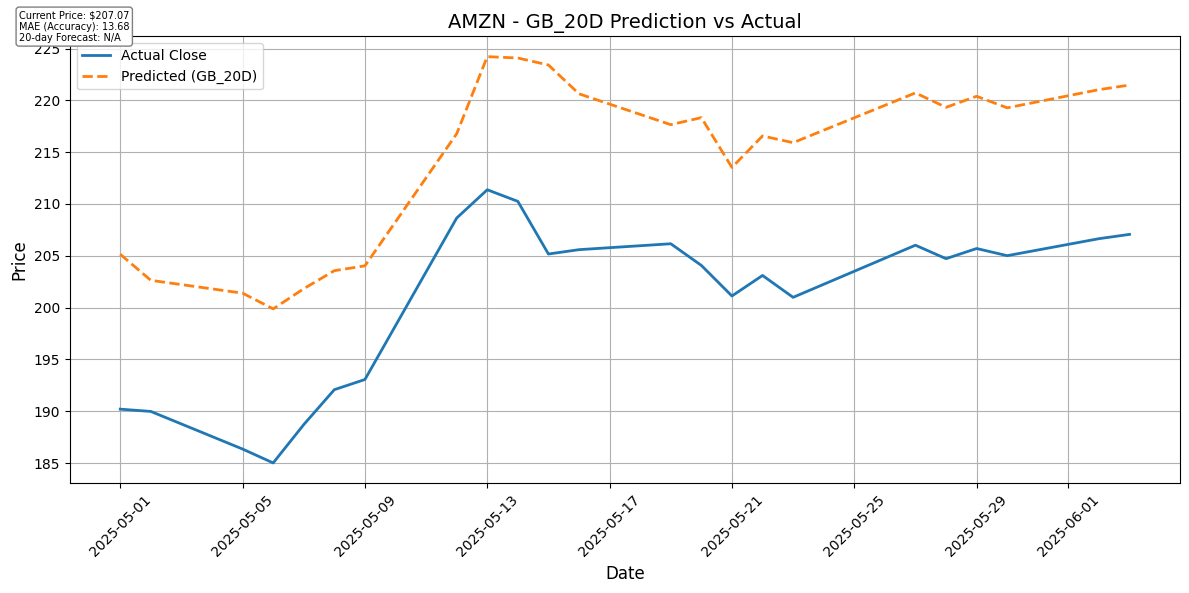 Current Price: $207.07
MAE (Accuracy): 13.68
20-day Forecast: N/A
AMZN - GB_20D Prediction vs Actual
Actual Close
Predicted (GB_20D)
Price
225
220
215
210
205
200
195
190
185
2025-05-01
2025-05-05
2025-05-09
2025-05-13
2025-05-17
2025-05-21
2025-05-25
2025-05-29
2025-06-01
Date